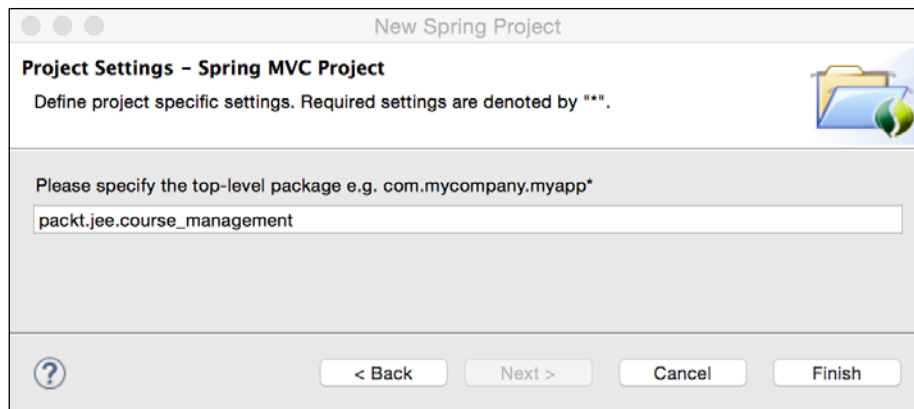 New Spring Project
Project Settings – Spring MVC Project
Define project specific settings. Required settings are denoted by "*".
Please specify the top-level package e.g. com.mycompany.myapp*
packt.jee.course_management
?
< Back
Next >
Cancel
Finish